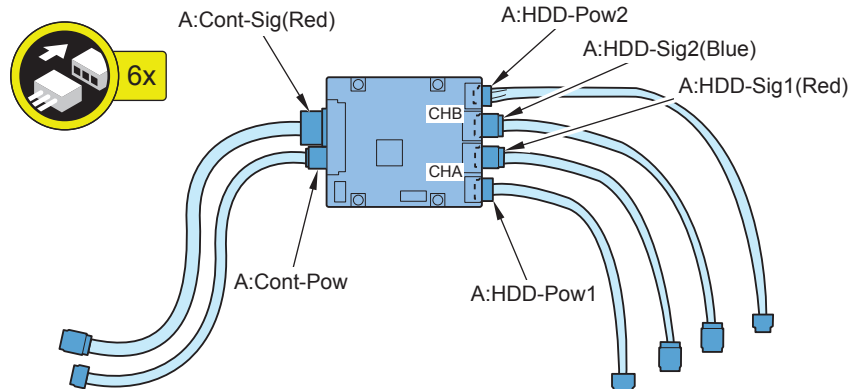 A:Cont-Sig(Red)
A:HDD-Pow2
A:HDD-Sig2(Blue)
A:HDD-Sig1(Red)
6x
CHB
CHA
A:Cont-Pow
A:HDD-Pow1